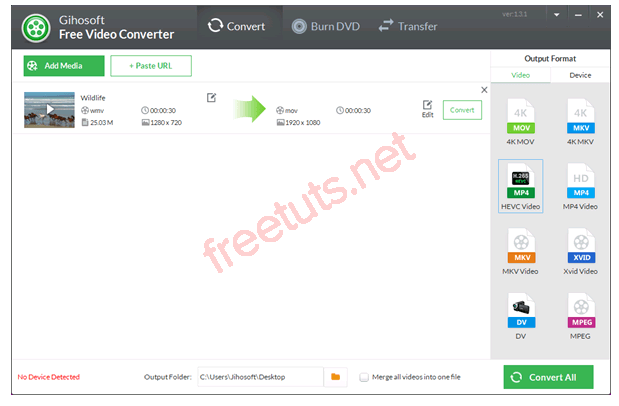 Gihosoft
Free Video Converter
Convert
Burn DVD
Transfer
ver:1.3.1
Add Media
+ Paste URL
Wildlife
wmv
00:00:30
25.03 M
1280 x 720
mov
00:00:30
1920 x 1080
Edit
Convert
Output Format
Video
Device
4K
MOV
4K MOV
4K
MKV
4K MKV
H.265
HEVC
MP4
HEVC Video
HD
MP4
MP4 Video
MKV
MKV Video
XVID
Xvid Video
DV
DV
MPEG
MPEG
freetuts.net
No Device Detected
Output Folder:
C:\Users\Jihosoft\Desktop
Merge all videos into one file
Convert All